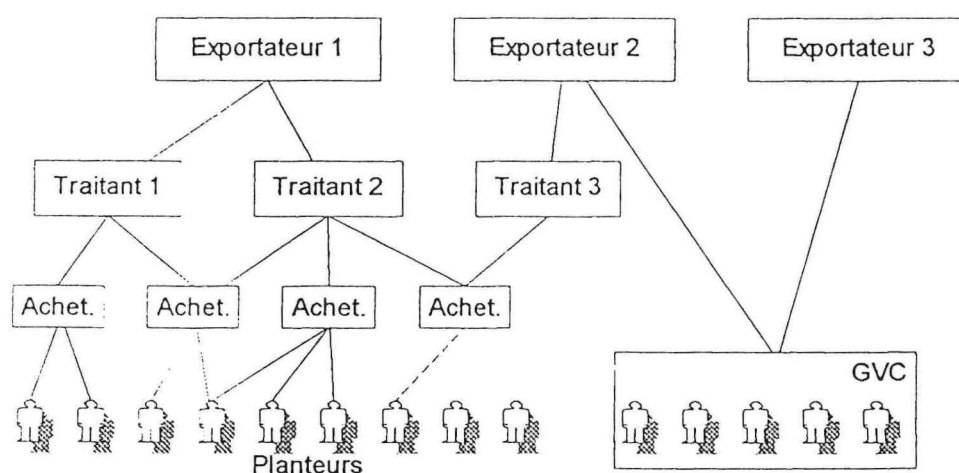 Exportateur 1
Exportateur 2
Exportateur 3
Traitant 1
Traitant 2
Traitant 3
Achet.
Achet.
Achet.
Achet.
GVC
Planteurs